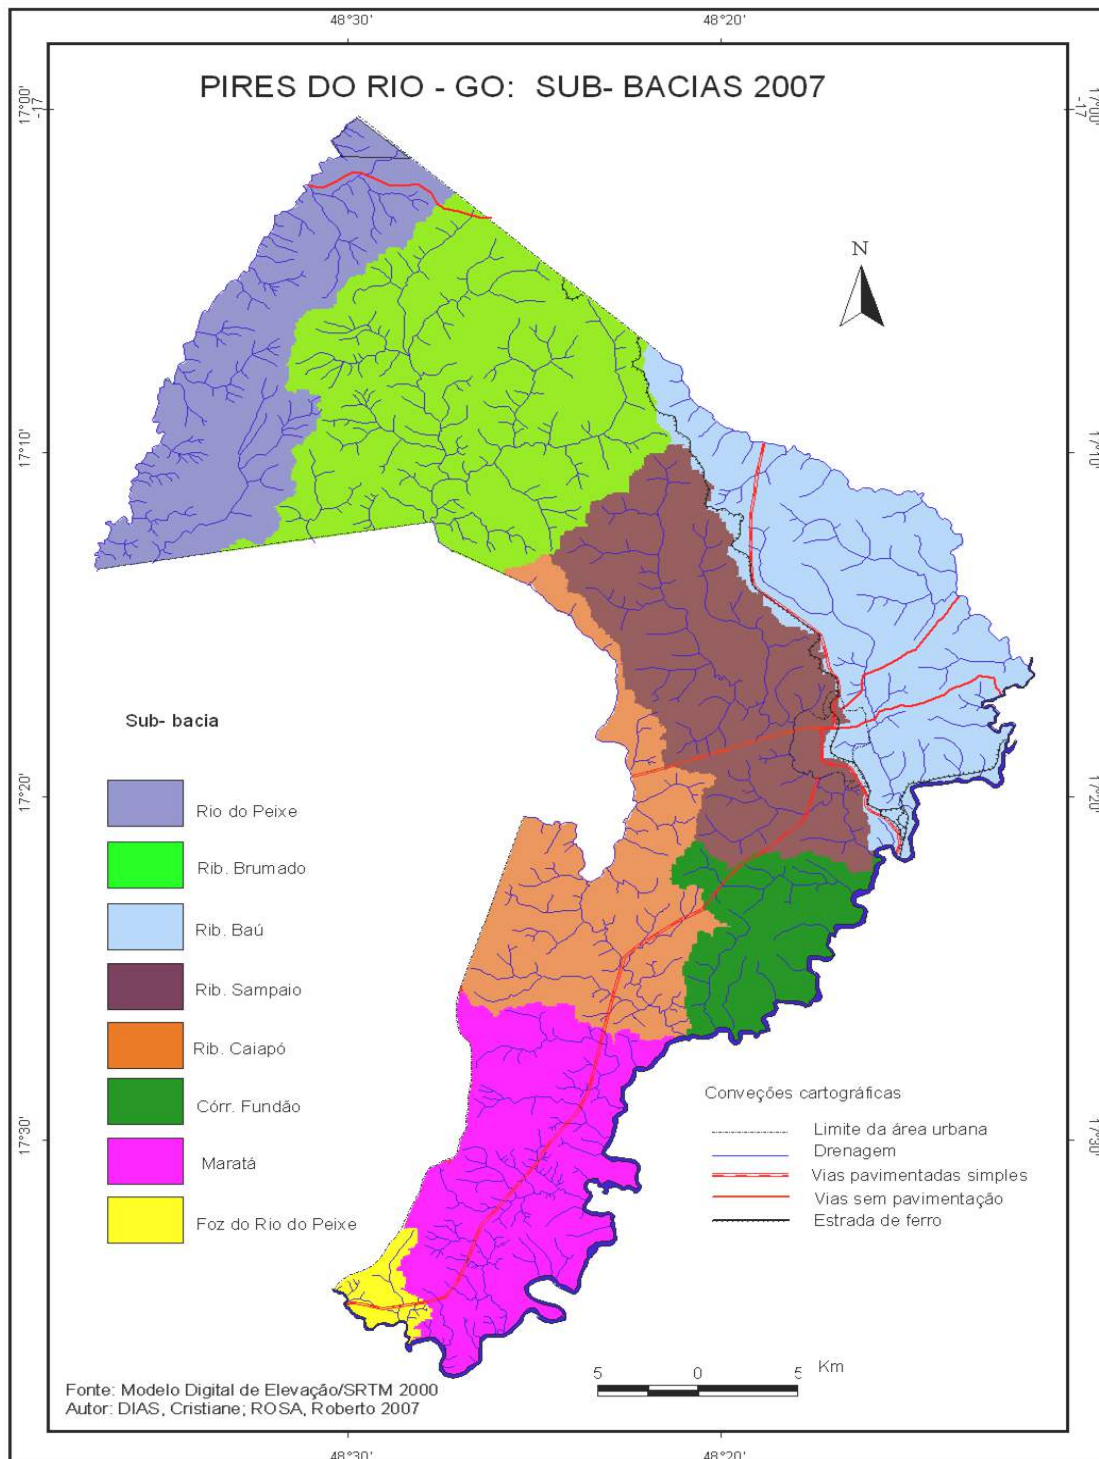 48°30'
48°20'
PIRES DO RIO - GO: SUB- BACIAS 2007
-17
17°00'
-17
17°00'
N
17°10'
17°10'
Sub- bacia
17°20'
17°20'
Rio do Peixe
Rib. Brumado
Rib. Baú
Rib. Sampaio
Rib. Caiapó
Córr. Fundão
Maratá
Foz do Rio do Peixe
Conveções cartográficas
17°30'
17°30'
Limite da área urbana
Drenagem
Vias pavimentadas simples
Vias sem pavimentação
Estrada de ferro
5 0 5 Km
Fonte: Modelo Digital de Elevação/SRTM 2000
Autor: DIAS, Cristiane; ROSA, Roberto 2007
48°30'
48°20'